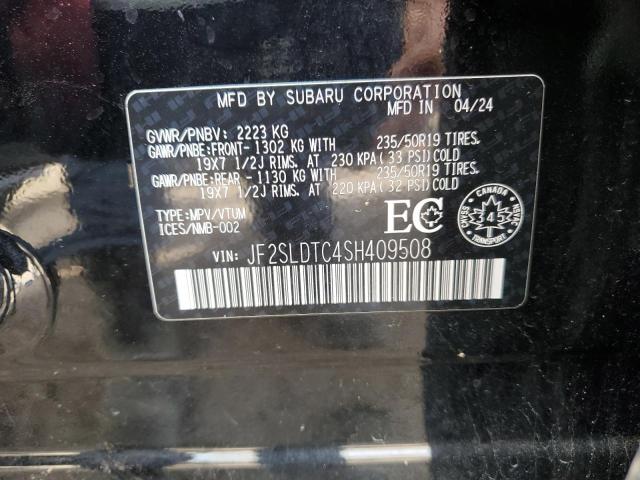 MFD BY SUBARU CORPORATION
MFD IN 04/24
GVWR/PNBV: 2223 KG
GAWR/PNBE:FRONT- 1302 KG WITH 235/50R19 TIRES.
19X7 1/2J RIMS. AT 230 KPA(33 PSI)COLD
GAWR/PNBE:REAR -1130 KG WITH 235/50R19 TIRES.
19X7 1/2J RIMS. AT 220 KPA(32 PSI)COLD
TYPE:MPV/VTUM
ICES/NMB-002
EC
CANADA
TRANSPORT
VIN: JF2SLDTC4SH409508